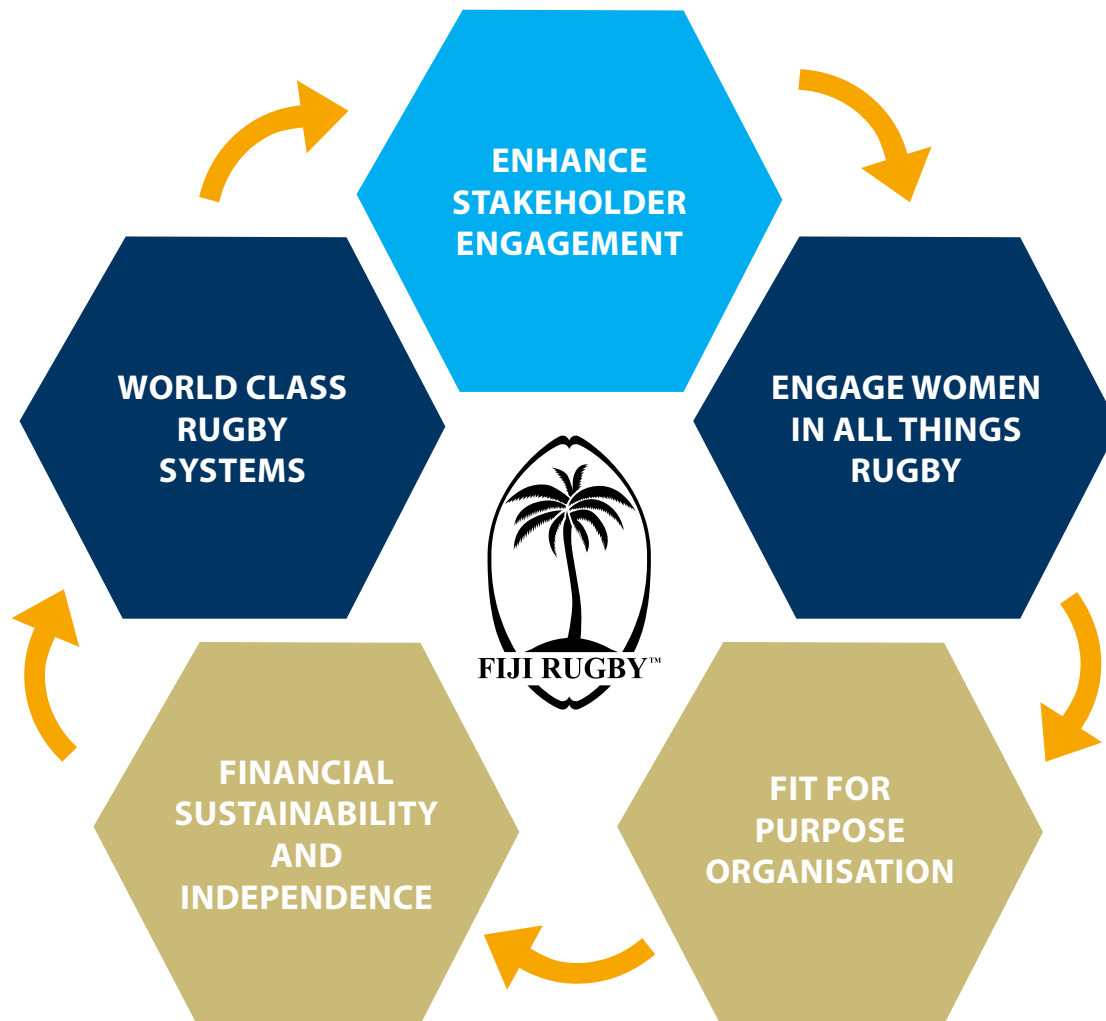 ENHANCE
STAKEHOLDER
ENGAGEMENT
WORLD CLASS
RUGBY
SYSTEMS
ENGAGE WOMEN
IN ALL THINGS
RUGBY
FIJI RUGBY™
FINANCIAL
SUSTAINABILITY
AND
INDEPENDENCE
FIT FOR
PURPOSE
ORGANISATION